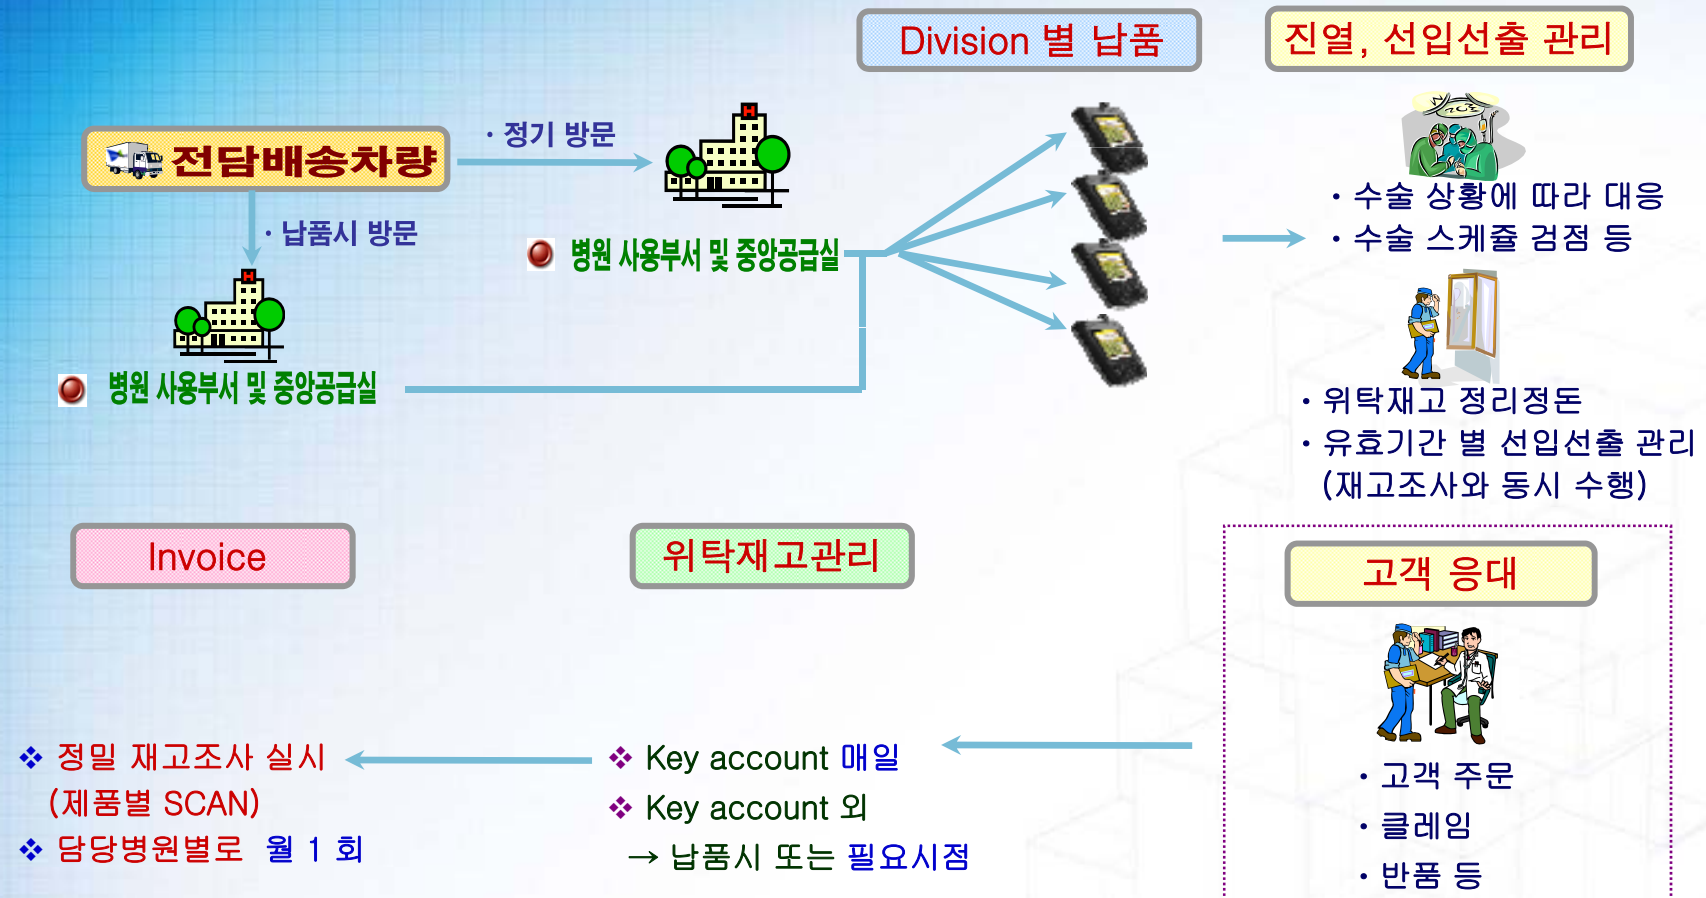 Division 별 납품
진열, 선입선출 관리
전담배송차량
· 정기 방문
· 납품시 방문
병원 사용부서 및 중앙공급실
병원 사용부서 및 중앙공급실
· 수술 상황에 따라 대응
· 수술 스케쥴 검점 등
· 위탁재고 정리정돈
· 유효기간 별 선입선출 관리
(재고조사와 동시 수행)
Invoice
위탁재고관리
고객 응대
❖ 정밀 재고조사 실시
(제품별 SCAN)
❖ 담당병원별로 월 1 회
❖ Key account 매일
❖ Key account 외
→ 납품시 또는 필요시점
· 고객 주문
· 클레임
· 반품 등